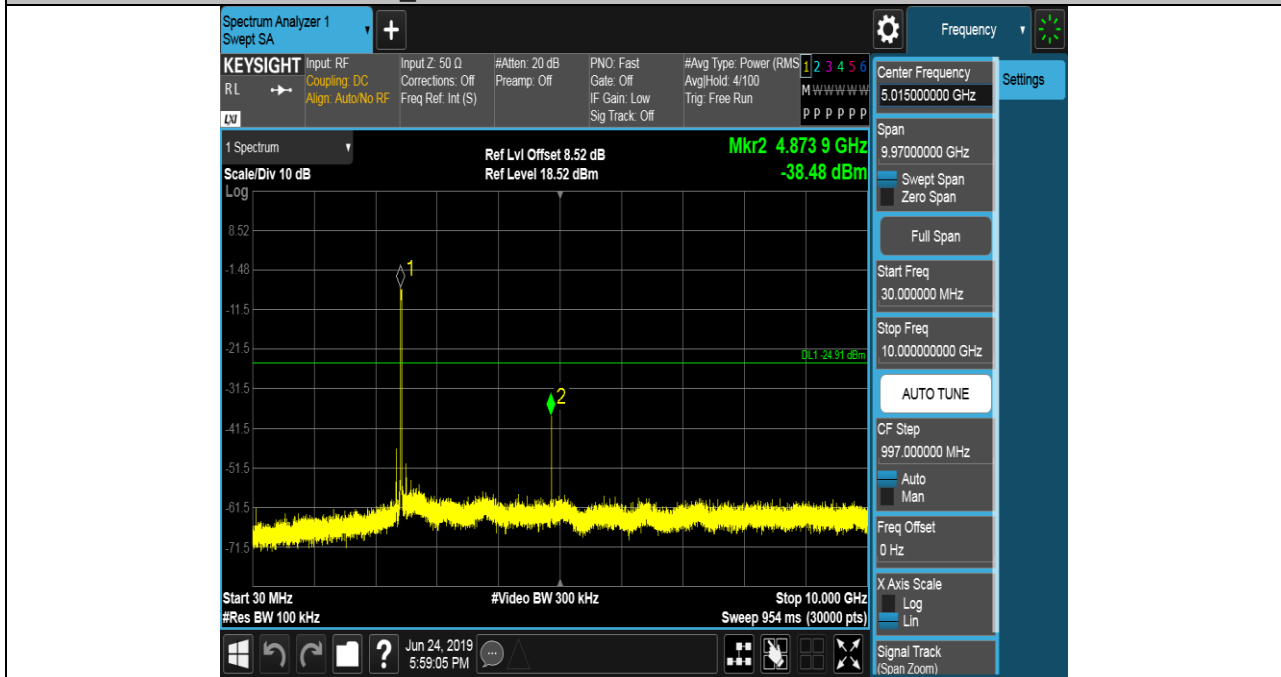 Spectrum Analyzer 1
Swept SA
+
Frequency
KEYSIGHT Input: RF Input Z: 50 Ω #Atten: 20 dB PNO: Fast #Avg Type: Power (RMS 1 2 3 4 5 6
RL Coupling: DC Corrections: Off Preamp: Off Gate: Off Avg|Hold: 4/100 M W W W W W
Align: Auto/No RF Freq Ref: Int (S) IF Gain: Low Trig: Free Run
LXI Sig Track: Off P P P P P P
1 Spectrum
Ref Lvl Offset 8.52 dB Mkr2 4.873 9 GHz
Scale/Div 10 dB Ref Level 18.52 dBm -38.48 dBm
Log
8.52
-1.48
1
-11.5
-21.5
DL1 -24.91 dBm
-31.5
2
-41.5
-51.5
-61.5
-71.5
Start 30 MHz #Video BW 300 kHz Stop 10.000 GHz
#Res BW 100 kHz Sweep 954 ms (30000 pts)
? Jun 24, 2019
5:59:05 PM
Center Frequency
5.015000000 GHz
Settings
Span
9.97000000 GHz
Swept Span
Zero Span
Full Span
Start Freq
30.000000 MHz
Stop Freq
10.000000000 GHz
AUTO TUNE
CF Step
997.000000 MHz
Auto
Man
Freq Offset
0 Hz
X Axis Scale
Log
Lin
Signal Track
(Span Zoom)